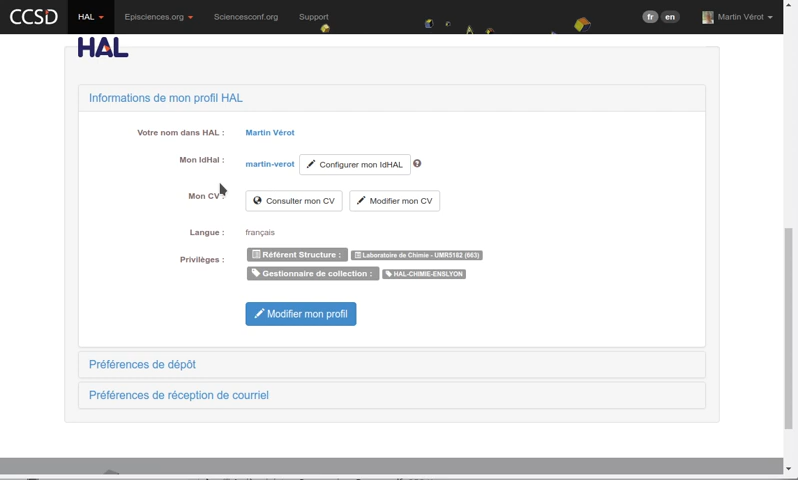 CCSD HAL Episciences.org Sciencesconf.org Support fr en Martin Vérot
HAL
Informations de mon profil HAL
Votre nom dans HAL : Martin Vérot
Mon IdHal : martin-verot Configurer mon IdHAL
Mon CV : Consulter mon CV Modifier mon CV
Langue : français
Privilèges Référent Structure : Laboratoire de Chimie - UMR5182 (663)
Gestionnaire de collection : HAL-CHIMIE-ENSLYON
Modifier mon profil
Préférences de dépôt
Préférences de réception de courriel